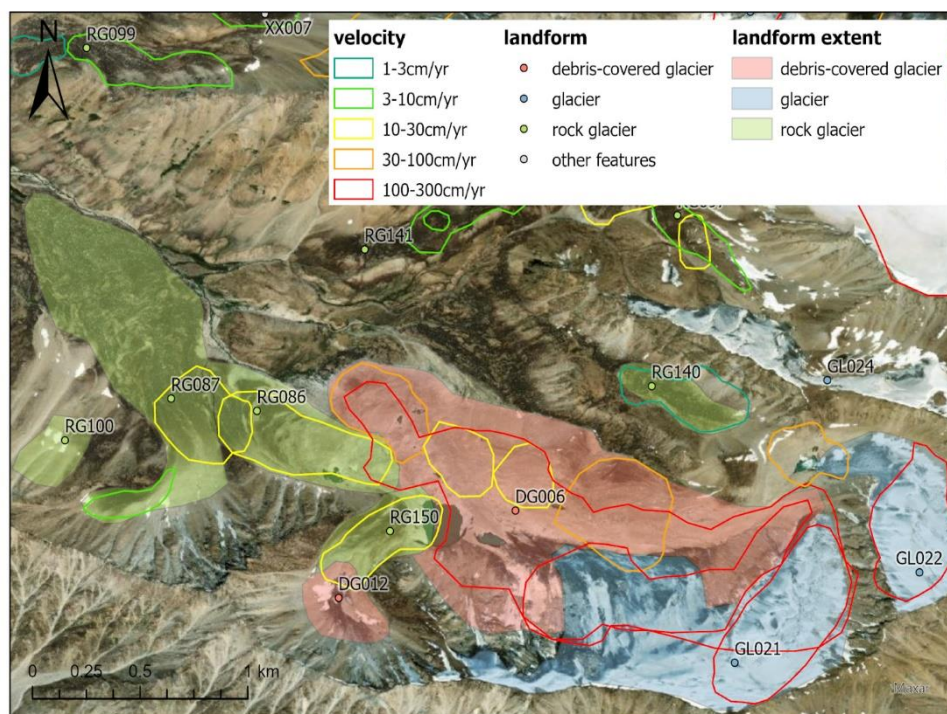 RG099
XX007
N
velocity
1-3cm/yr
3-10cm/yr
10-30cm/yr
30-100cm/yr
100-300cm/yr
landform
debris-covered glacier
glacier
rock glacier
other features
landform extent
debris-covered glacier
glacier
rock glacier
RG141
GL024
RG140
RG087
RG086
RG100
DG006
RG150
DG012
GL022
GL021
0 0.25 0.5 1 km
Maxar